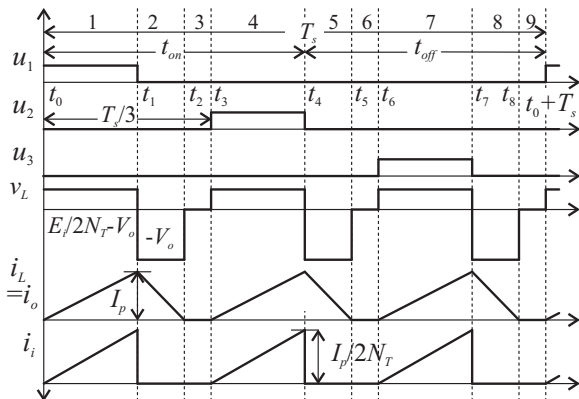 1 2 3 4 T_s 5 6 7 8 9
t_on t_off
u_1
t_0 t_1 t_2 t_3 t_4 t_5 t_6 t_7 t_8 t_0+T_s
u_2
T_s/3
u_3
v_L
E_i/2N_T-V_o -V_o
i_L
=i_o
I_p
i_i
I_p/2N_T